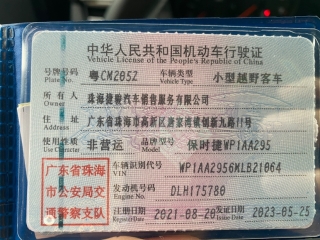 中华人民共和国机动车行驶证
Vehicle License of the People's Republic of China
号牌号码 粤CM205Z 车辆类型 小型越野客车
Plate No. Vehicle Type
所有人 珠海捷骏汽车销售服务有限公司
Owner
住址 广东省珠海市高新区唐家湾镇创新九路11号
Address
使用性质 非营运 品牌型号 保时捷WP1AA295
Use Character Model
广东省珠海
市公安局交
通警察支队
车辆识别代号 WP1AA2956MLB21064
VIN
发动机号码 DLH175780
Engine No.
注册日期 2021-08-20 发证日期 2023-05-25
Register Date Issue Date